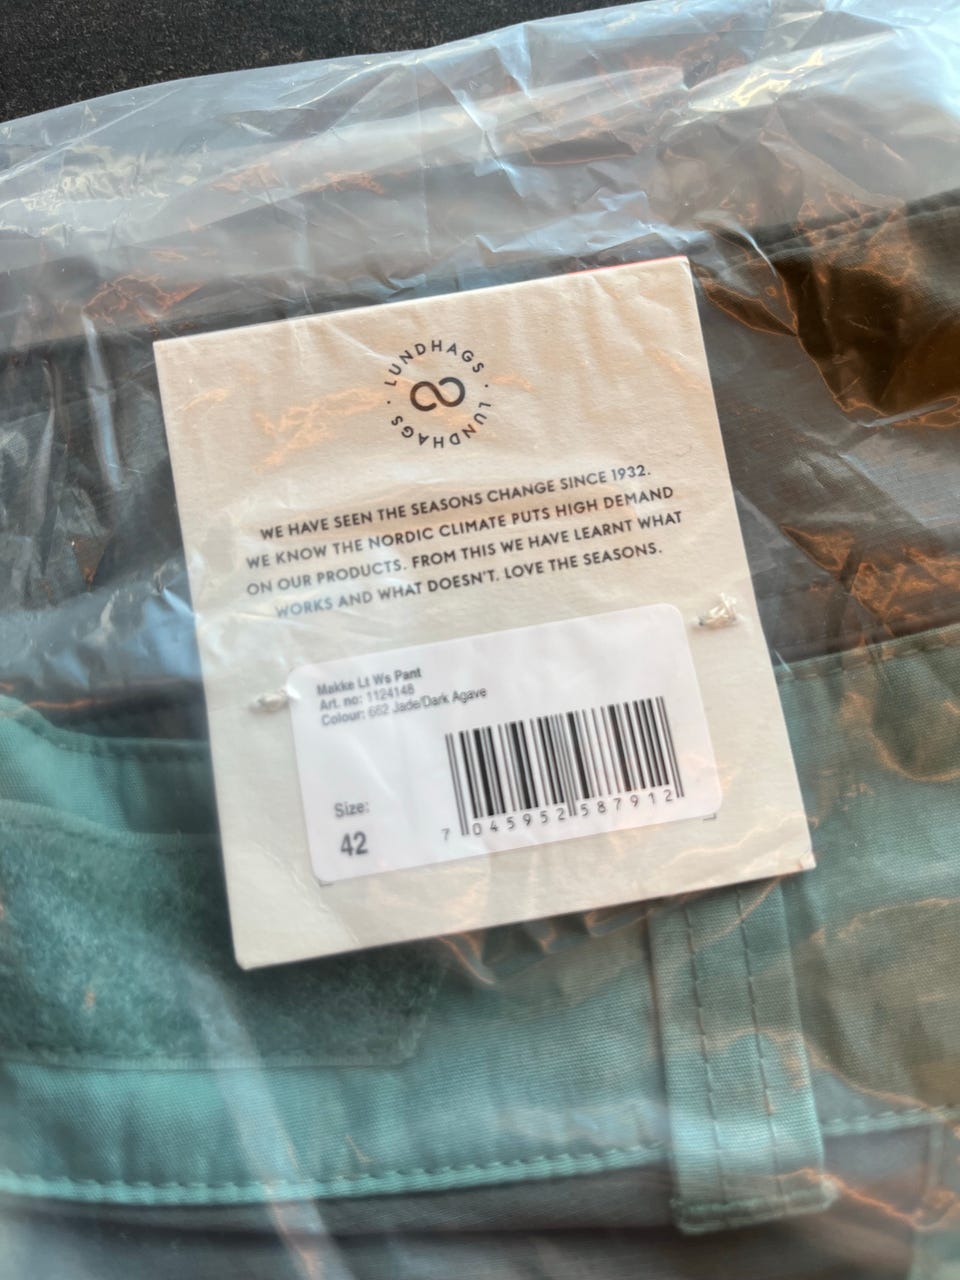 LUNDHAGS · LUNDHAGS ·
WE HAVE SEEN THE SEASONS CHANGE SINCE 1932.
WE KNOW THE NORDIC CLIMATE PUTS HIGH DEMAND
ON OUR PRODUCTS. FROM THIS WE HAVE LEARNT WHAT
WORKS AND WHAT DOESN'T. LOVE THE SEASONS.
Makke Lt Ws Pant
Art. no: 1124148
Colour: 662 Jade/Dark Agave
Size:
42
7 045952 587912